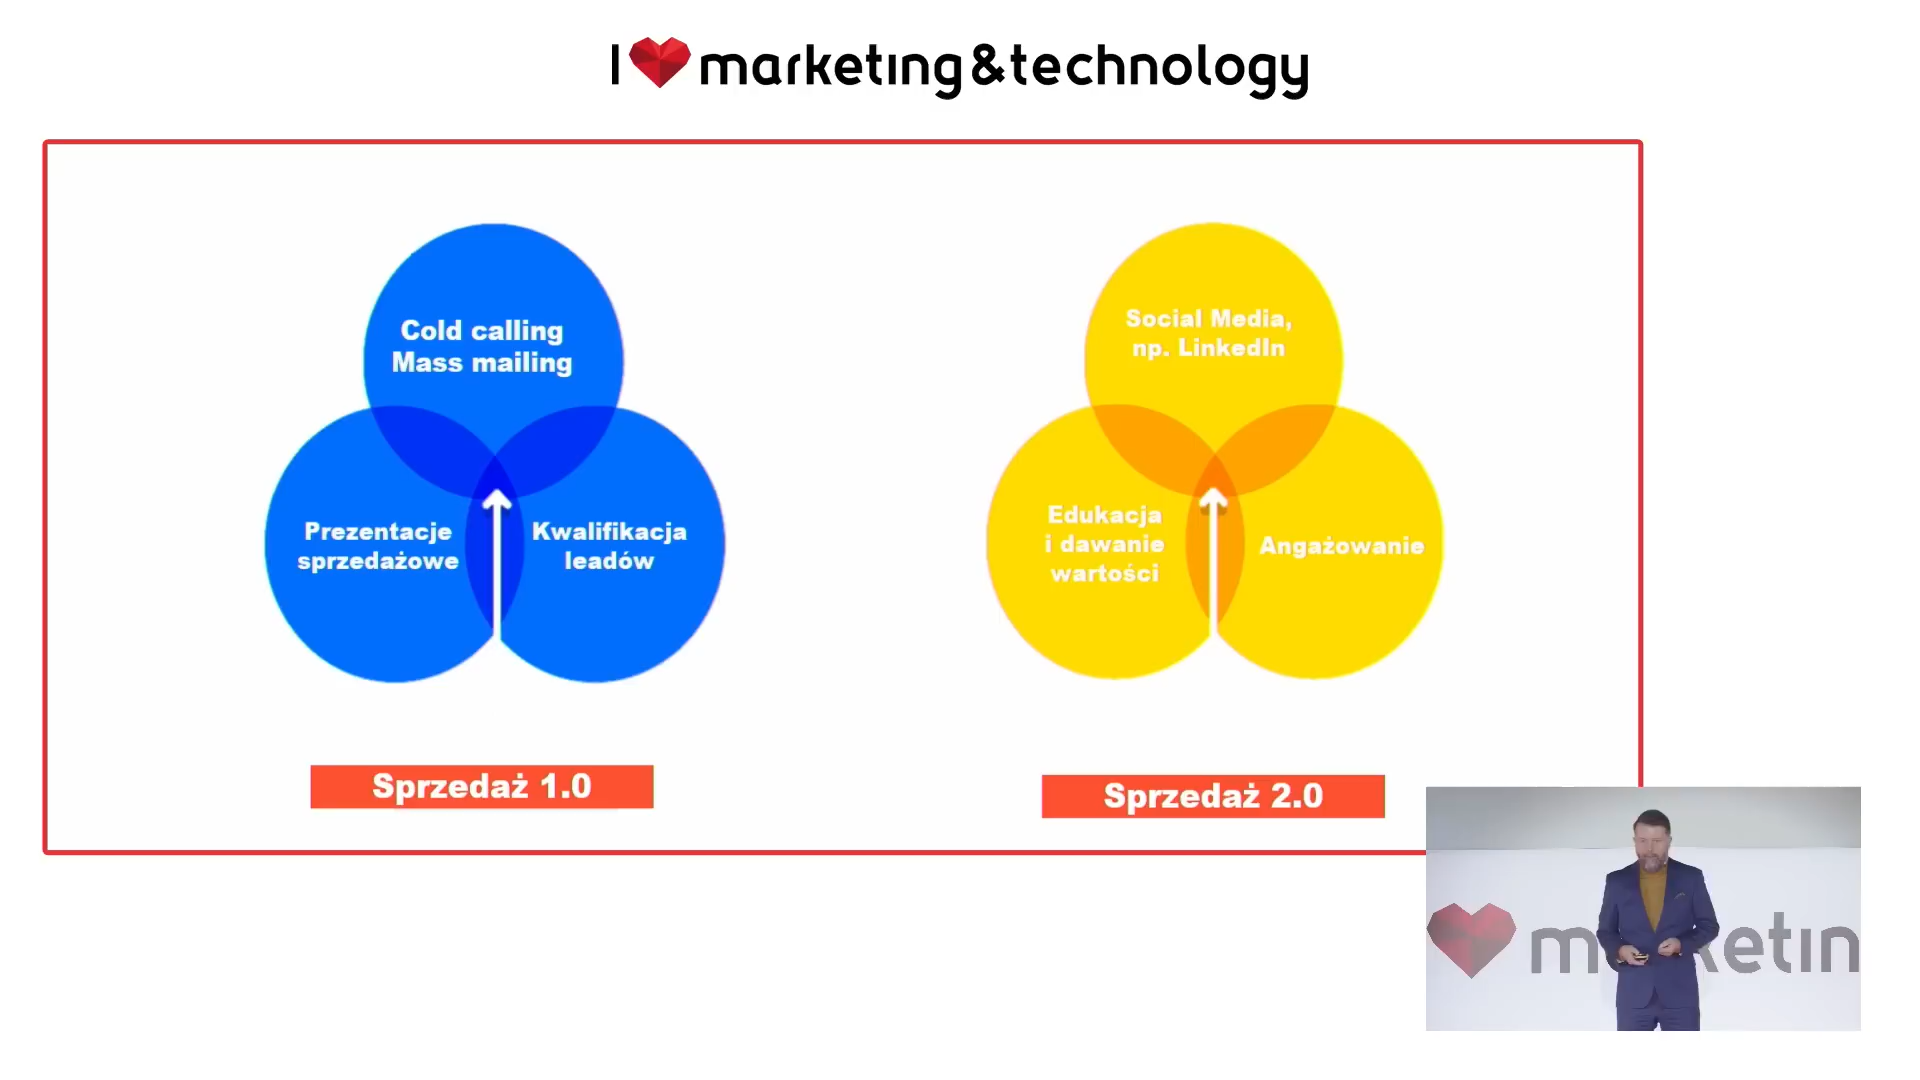 I marketing & technology
Cold calling
Mass mailing
Prezentacje
sprzedażowe
Kwalifikacja
leadów
Sprzedaż 1.0
Social Media,
np. LinkedIn
Edukacja
i dawanie
wartości
Angażowanie
Sprzedaż 2.0